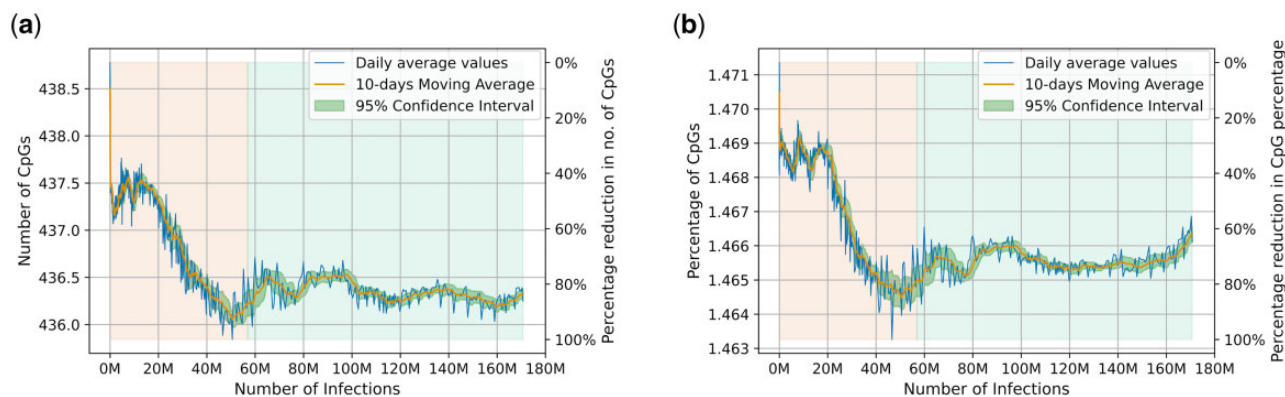 (a)
Number of CpGs
438.5
438.0
437.5
437.0
436.5
436.0
Daily average values
10-days Moving Average
95% Confidence Interval
0%
20%
40%
60%
80%
100%
Percentage reduction in no. of CpGs
0M 20M 40M 60M 80M 100M 120M 140M 160M 180M
Number of Infections
(b)
Percentage of CpGs
1.471
1.470
1.469
1.468
1.467
1.466
1.465
1.464
1.463
Daily average values
10-days Moving Average
95% Confidence Interval
0%
20%
40%
60%
80%
100%
Percentage reduction in CpG percentage
0M 20M 40M 60M 80M 100M 120M 140M 160M 180M
Number of Infections